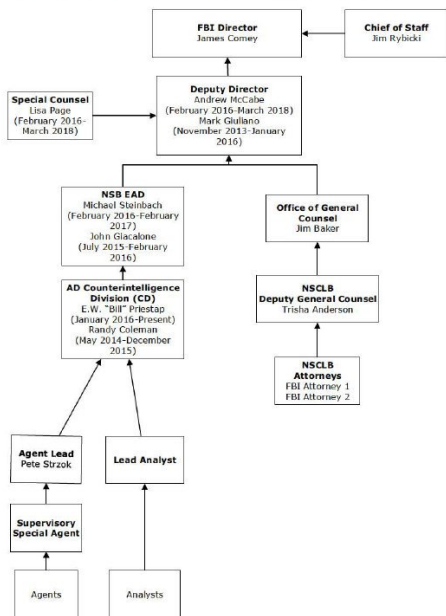 FBI Director
James Comey
Chief of Staff
Jim Rybicki
Special Counsel
Lisa Page
(February 2016-
March 2018)
Deputy Director
Andrew McCabe
(February 2016-March 2018)
Mark Giuliano
(November 2013-January
2016)
NSB EAD
Michael Steinbach
(February 2016-February
2017)
John Giacalone
(July 2015-February
2016)
Office of General
Counsel
Jim Baker
AD Counterintelligence
Division (CD)
E.W. "Bill" Priestap
(January 2016-Present)
Randy Coleman
(May 2014-December
2015)
NSCLB
Deputy General Counsel
Trisha Anderson
NSCLB
Attorneys
FBI Attorney 1
FBI Attorney 2
Agent Lead
Pete Strzok
Lead Analyst
Supervisory
Special Agent
Agents
Analysts